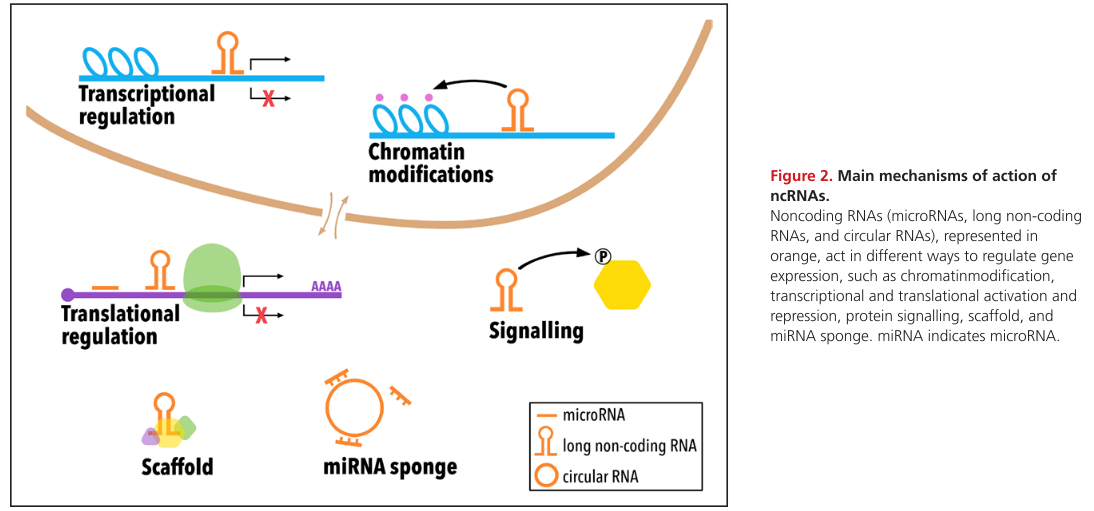 Transcriptional
regulation
X
Chromatin
modifications
AAAA
X
Translational
regulation
P
Signalling
Scaffold
miRNA sponge
microRNA
long non-coding RNA
circular RNA
Figure 2. Main mechanisms of action of
ncRNAs.
Noncoding RNAs (microRNAs, long non-coding
RNAs, and circular RNAs), represented in
orange, act in different ways to regulate gene
expression, such as chromatinmodification,
transcriptional and translational activation and
repression, protein signalling, scaffold, and
miRNA sponge. miRNA indicates microRNA.